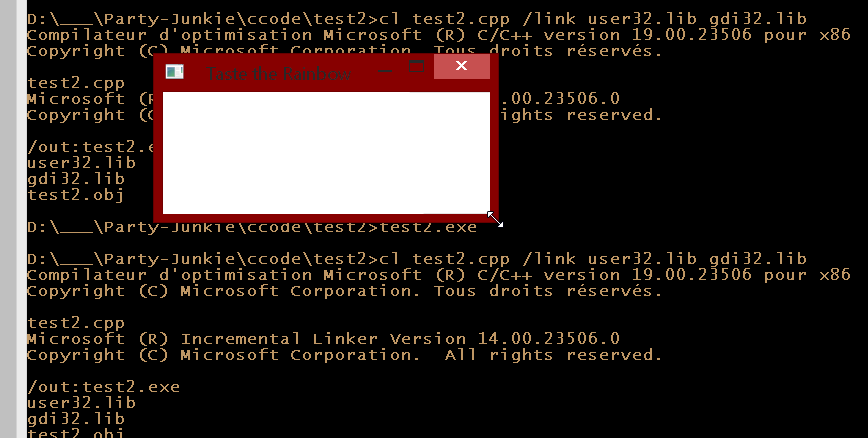 D:\___\Party-Junkie\ccode\test2>cl test2.cpp /link user32.lib gdi32.lib
Compilateur d'optimisation Microsoft (R) C/C++ version 19.00.23506 pour x86
Copyright (C) Microsoft Corporation. Tous droits réservés.
Taste the Rainbow
test2.cpp
Microsoft (R .00.23506.0
Copyright (C ights reserved.
/out:test2.e
user32.lib
gdi32.lib
test2.obj
D:\___\Party-Junkie\ccode\test2>test2.exe
D:\___\Party-Junkie\ccode\test2>cl test2.cpp /link user32.lib gdi32.lib
Compilateur d'optimisation Microsoft (R) C/C++ version 19.00.23506 pour x86
Copyright (C) Microsoft Corporation. Tous droits réservés.
test2.cpp
Microsoft (R) Incremental Linker Version 14.00.23506.0
Copyright (C) Microsoft Corporation.  All rights reserved.
/out:test2.exe
user32.lib
gdi32.lib
test2.obj